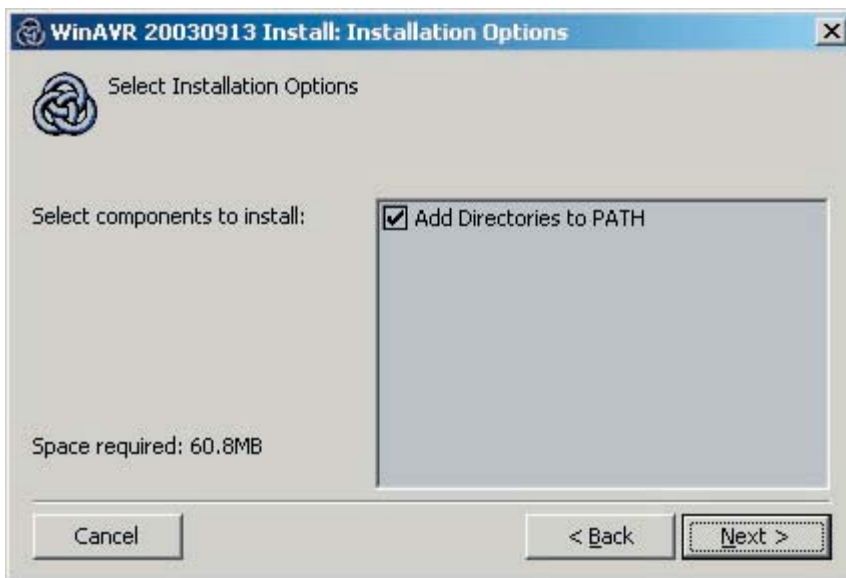 WinAVR 20030913 Install: Installation Options
Select Installation Options
Select components to install:
Add Directories to PATH
Space required: 60.8MB
Cancel
< Back
Next >